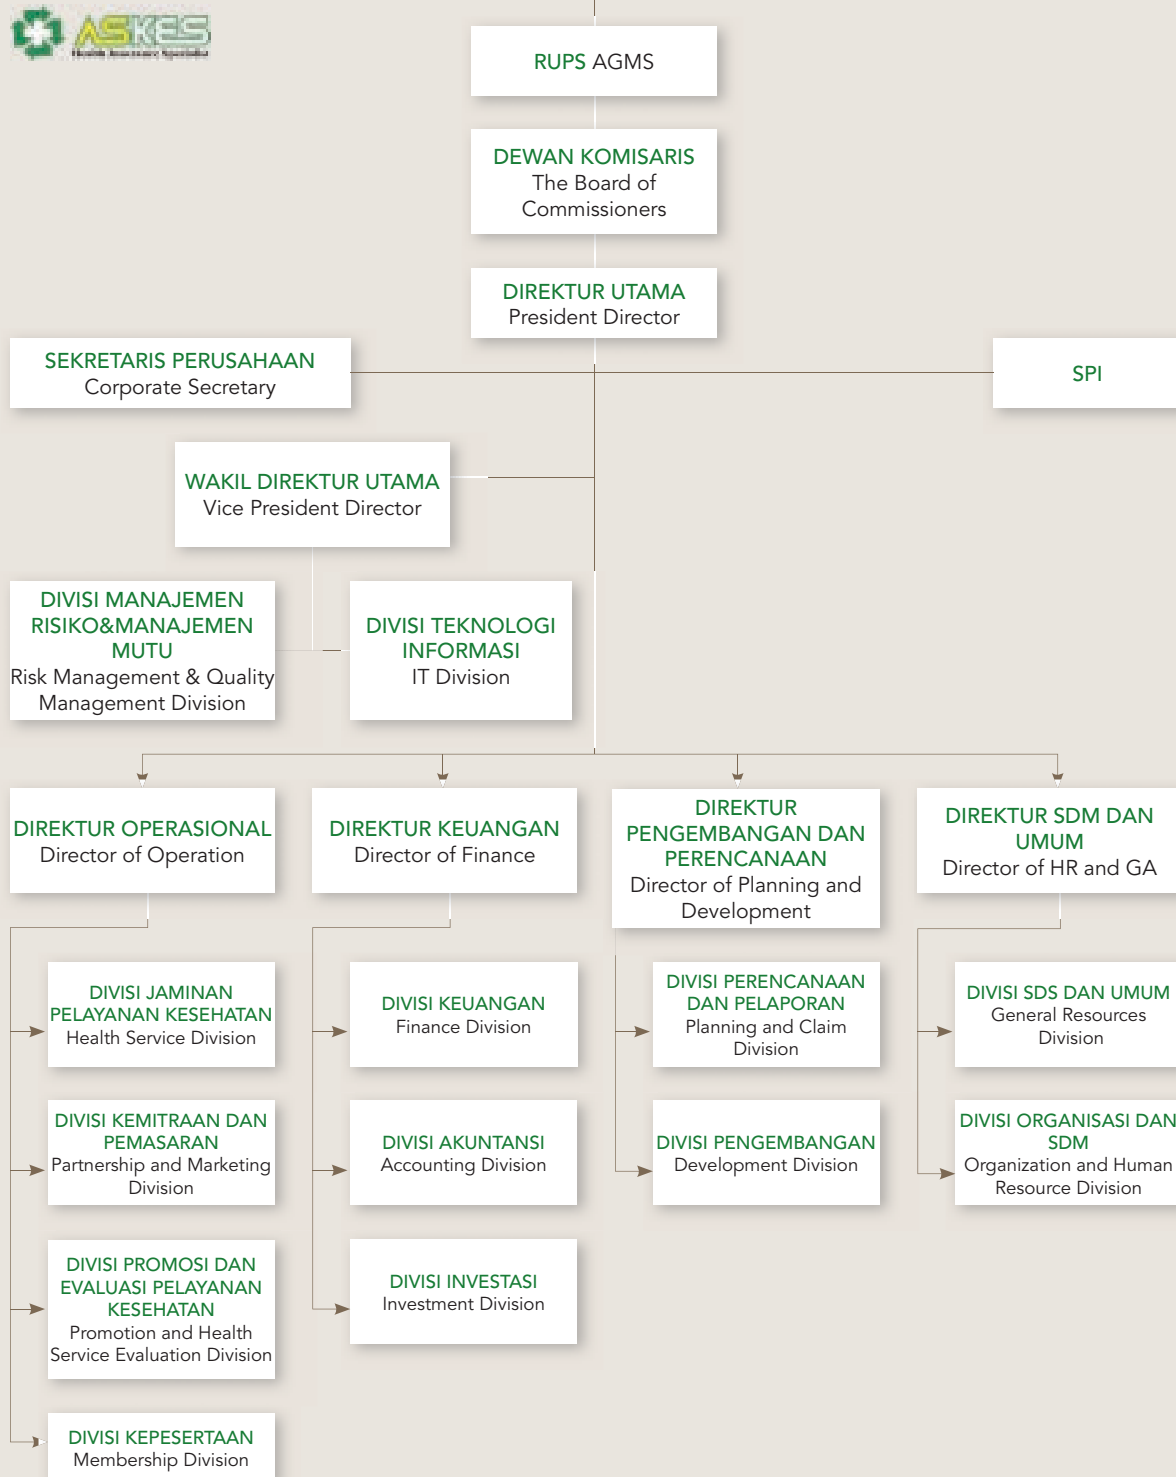 ASKES
Health Insurance Specialist
RUPS AGMS
DEWAN KOMISARIS
The Board of
Commissioners
DIREKTUR UTAMA
President Director
SEKRETARIS PERUSAHAAN
Corporate Secretary
SPI
WAKIL DIREKTUR UTAMA
Vice President Director
DIVISI MANAJEMEN
RISIKO&MANAJEMEN
MUTU
Risk Management & Quality
Management Division
DIVISI TEKNOLOGI
INFORMASI
IT Division
DIREKTUR OPERASIONAL
Director of Operation
DIREKTUR KEUANGAN
Director of Finance
DIREKTUR
PENGEMBANGAN DAN
PERENCANAAN
Director of Planning and
Development
DIREKTUR SDM DAN
UMUM
Director of HR and GA
DIVISI JAMINAN
PELAYANAN KESEHATAN
Health Service Division
DIVISI KEUANGAN
Finance Division
DIVISI PERENCANAAN
DAN PELAPORAN
Planning and Claim
Division
DIVISI SDS DAN UMUM
General Resources
Division
DIVISI KEMITRAAN DAN
PEMASARAN
Partnership and Marketing
Division
DIVISI AKUNTANSI
Accounting Division
DIVISI PENGEMBANGAN
Development Division
DIVISI ORGANISASI DAN
SDM
Organization and Human
Resource Division
DIVISI PROMOSI DAN
EVALUASI PELAYANAN
KESEHATAN
Promotion and Health
Service Evaluation Division
DIVISI INVESTASI
Investment Division
DIVISI KEPESERTAAN
Membership Division